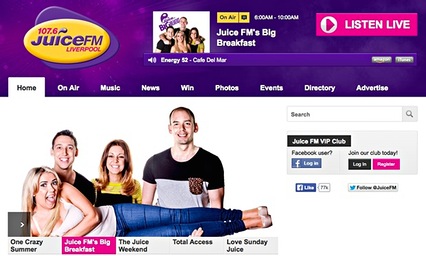 107.6
JUICEFM
LIVERPOOL
On Air
6:00AM - 10:00AM
Juice FM's Big
Breakfast
LISTEN LIVE
Energy 52 - Cafe Del Mar
amazon
iTunes
Home
On Air
Music
News
Win
Photos
Events
Directory
Advertise
Search
Juice FM VIP Club
Facebook user?
Join our club today!
f Log in
Log In
Register
Like
77k
Follow @JuiceFM
One Crazy
Summer
Juice FM's Big
Breakfast
The Juice
Weekend
Total Access
Love Sunday
Juice